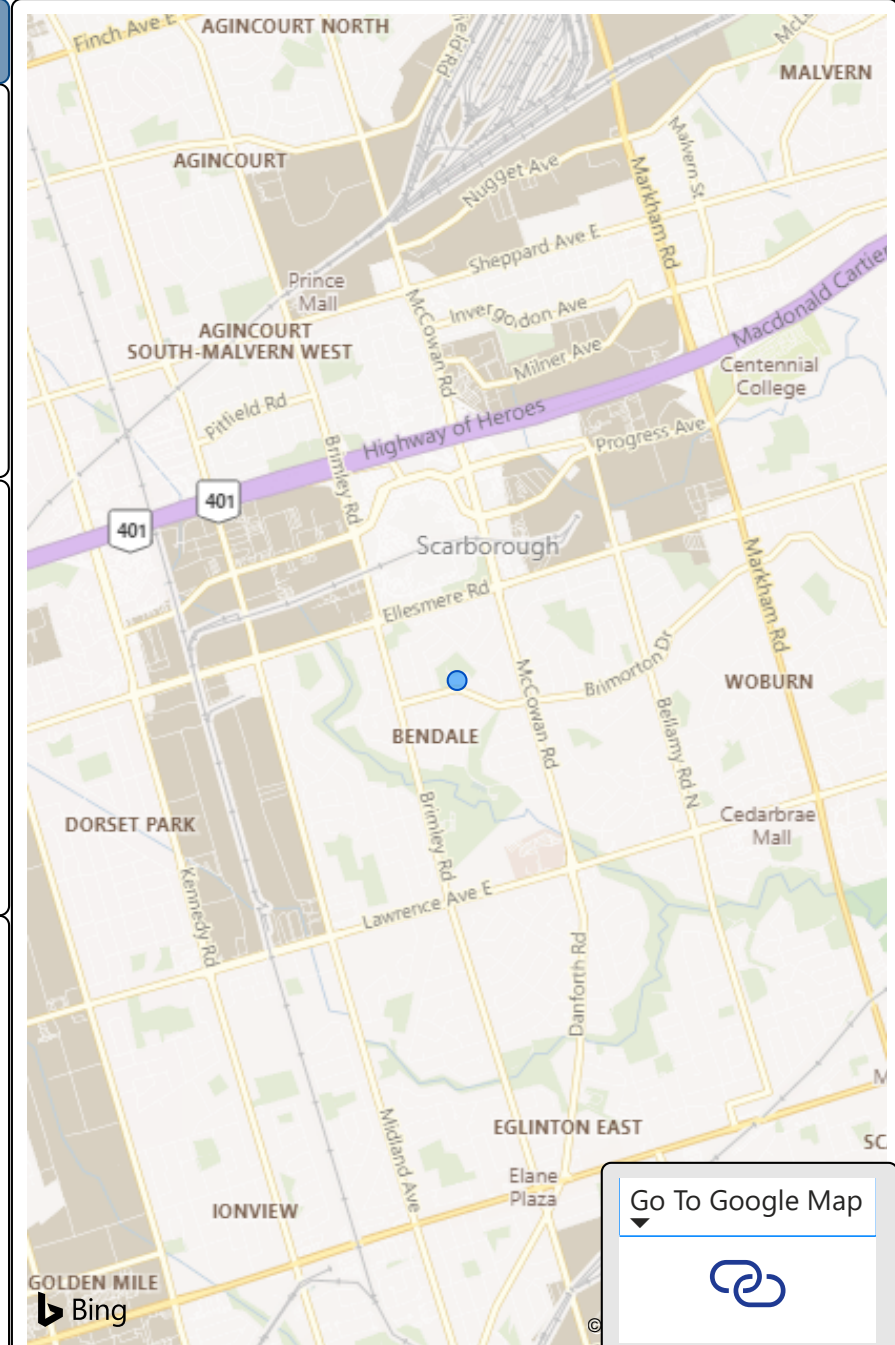 Finch Ave E
AGINCOURT NORTH
MALVERN
AGINCOURT
Nugget Ave
Malvern St
Markham Rd
Sheppard Ave E
Prince
Mall
McCowan Rd
Invergordon Ave
Macdonald Cartier
AGINCOURT
SOUTH-MALVERN WEST
Milner Ave
Centennial
College
Pitfield Rd
Highway of Heroes
Progress Ave
Brimley Rd
401
401
Scarborough
Markham Rd
Ellesmere Rd
McCowan Rd
Brimorton Dr
WOBURN
BENDALE
Bellamy Rd N
Brimley Rd
DORSET PARK
Cedarbrae
Mall
Kennedy Rd
Lawrence Ave E
Danforth Rd
Midland Ave
EGLINTON EAST
Elane
Plaza
IONVIEW
Go To Google Map
GOLDEN MILE
Bing
©